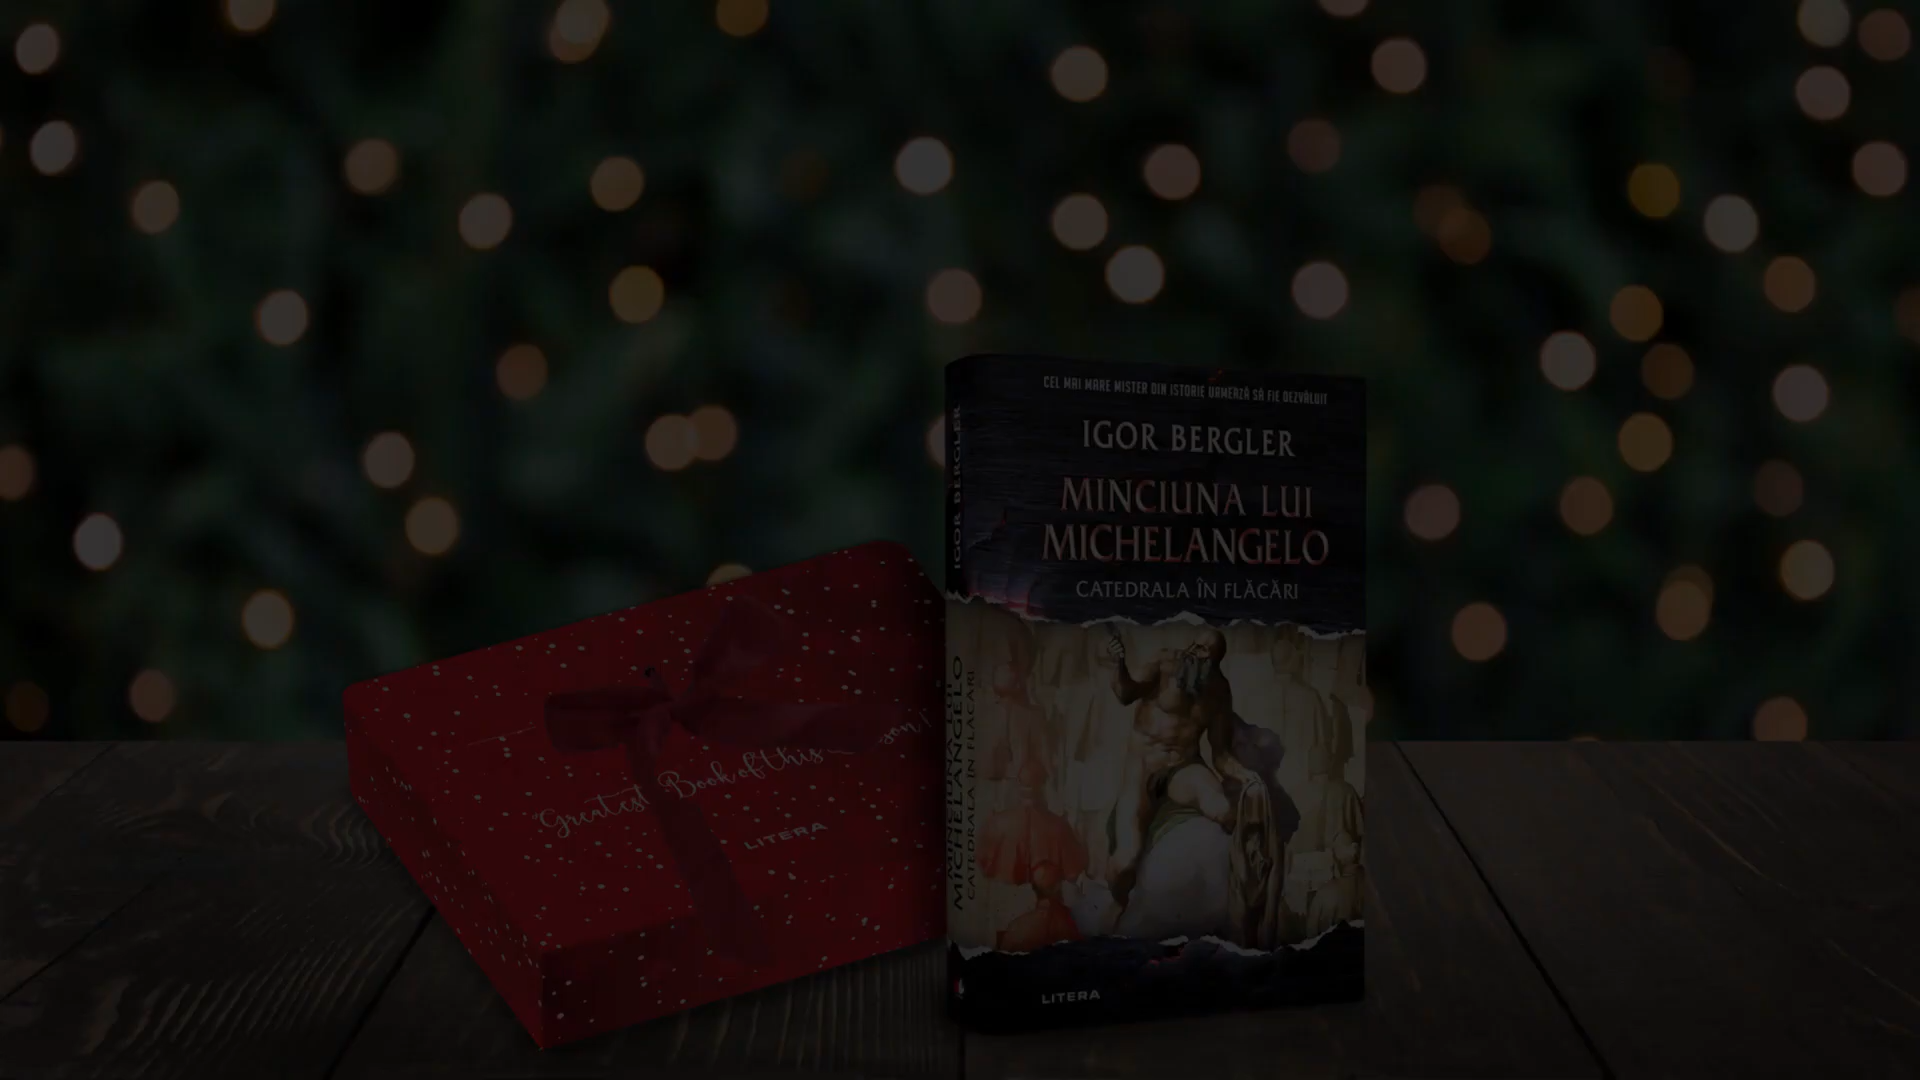 CEL MAI MARE MISTER DIN ISTORIE URMEAZĂ SĂ FIE DEZVĂLUIT
IGOR BERGLER
MINCIUNA LUI
MICHELANGELO
CATEDRALA ÎN FLĂCĂRI
LITERA
IGOR BERGLER
MINCIUNA LUI
MICHELANGELO
CATEDRALA ÎN FLĂCĂRI
"Greatest Book of this
LITERA